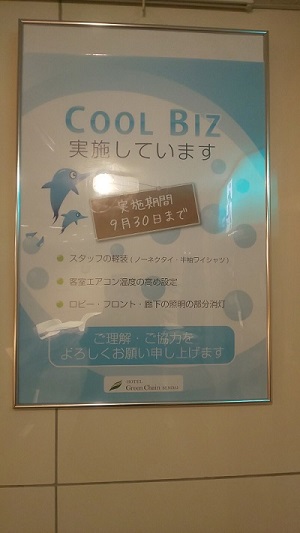 COOL BIZ
実施しています
実施期間
9月30日まで
スタッフの軽装(ノーネクタイ・半袖ワイシャツ)
客室エアコン温度の高め設定
ロビー・フロント・廊下の照明の部分消灯
ご理解・ご協力を
よろしくお願い申し上げます
HOTEL
Green Chain